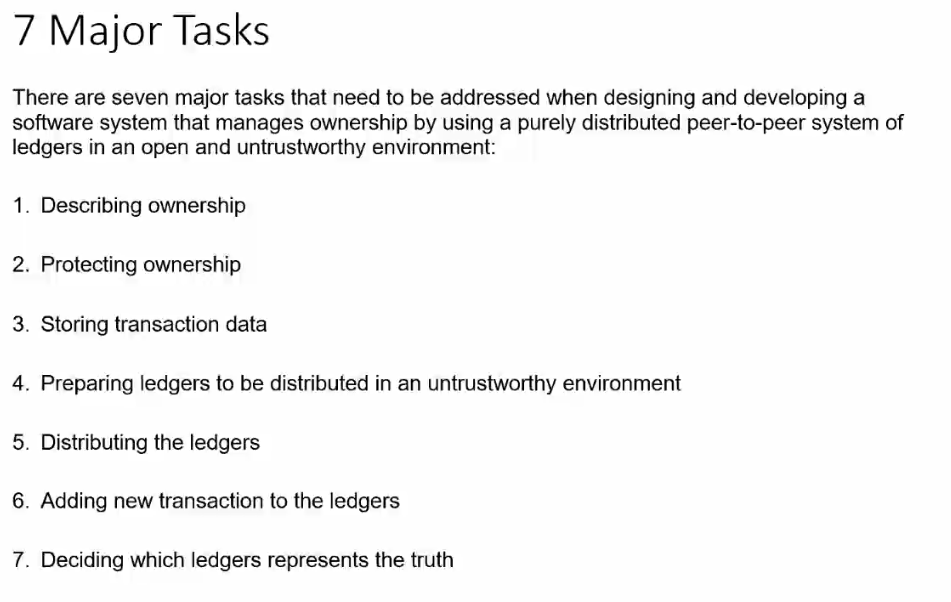 7 Major Tasks
There are seven major tasks that need to be addressed when designing and developing a
software system that manages ownership by using a purely distributed peer-to-peer system of
ledgers in an open and untrustworthy environment:
1. Describing ownership
2. Protecting ownership
3. Storing transaction data
4. Preparing ledgers to be distributed in an untrustworthy environment
5. Distributing the ledgers
6. Adding new transaction to the ledgers
7. Deciding which ledgers represents the truth